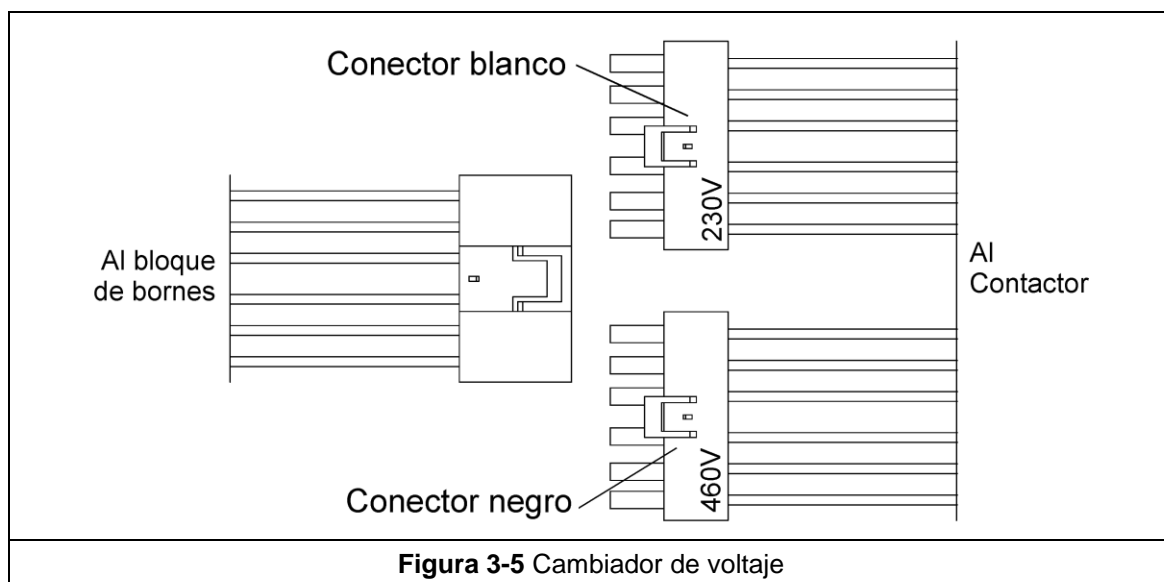 Conector blanco
230V
Al bloque
de bornes
Al
Contactor
460V
Conector negro
Figura 3-5 Cambiador de voltaje